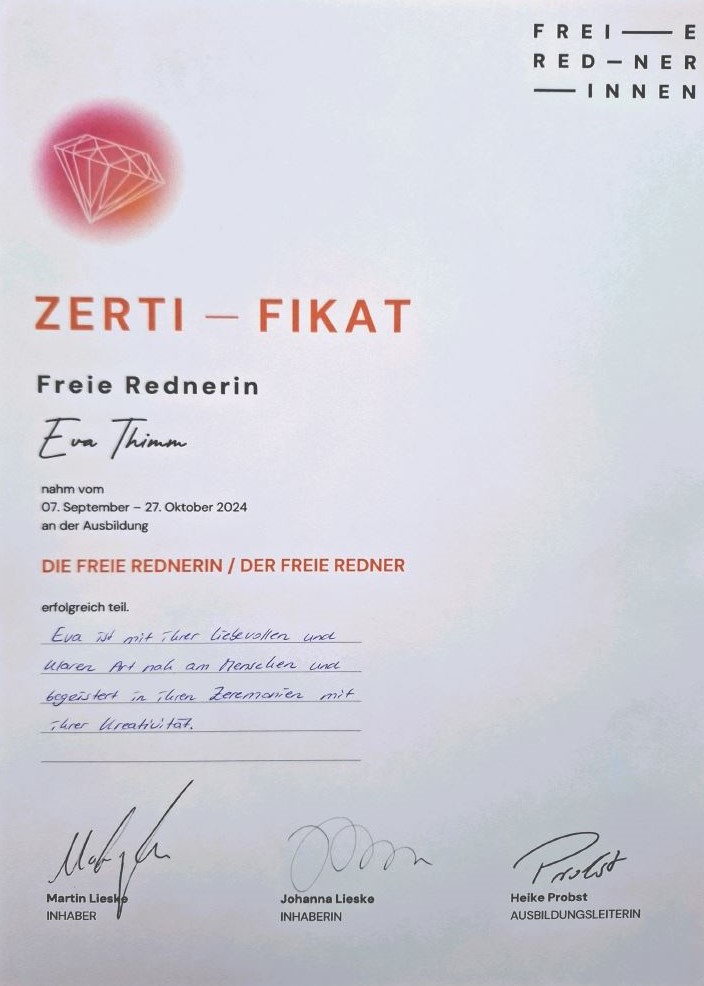 FREI — E
RED — NER
— INNEN
ZERTI — FIKAT
Freie Rednerin
Eva Thimm
nahm vom
07. September – 27. Oktober 2024
an der Ausbildung
DIE FREIE REDNERIN / DER FREIE REDNER
erfolgreich teil.
Eva ist mit ihrer liebevollen und
klaren Art nah am Menschen und
begeistert in ihren Zeremonien mit
ihrer Kreativität.
Probst
Martin Lieske
INHABER
Johanna Lieske
INHABERIN
Heike Probst
AUSBILDUNGSLEITERIN